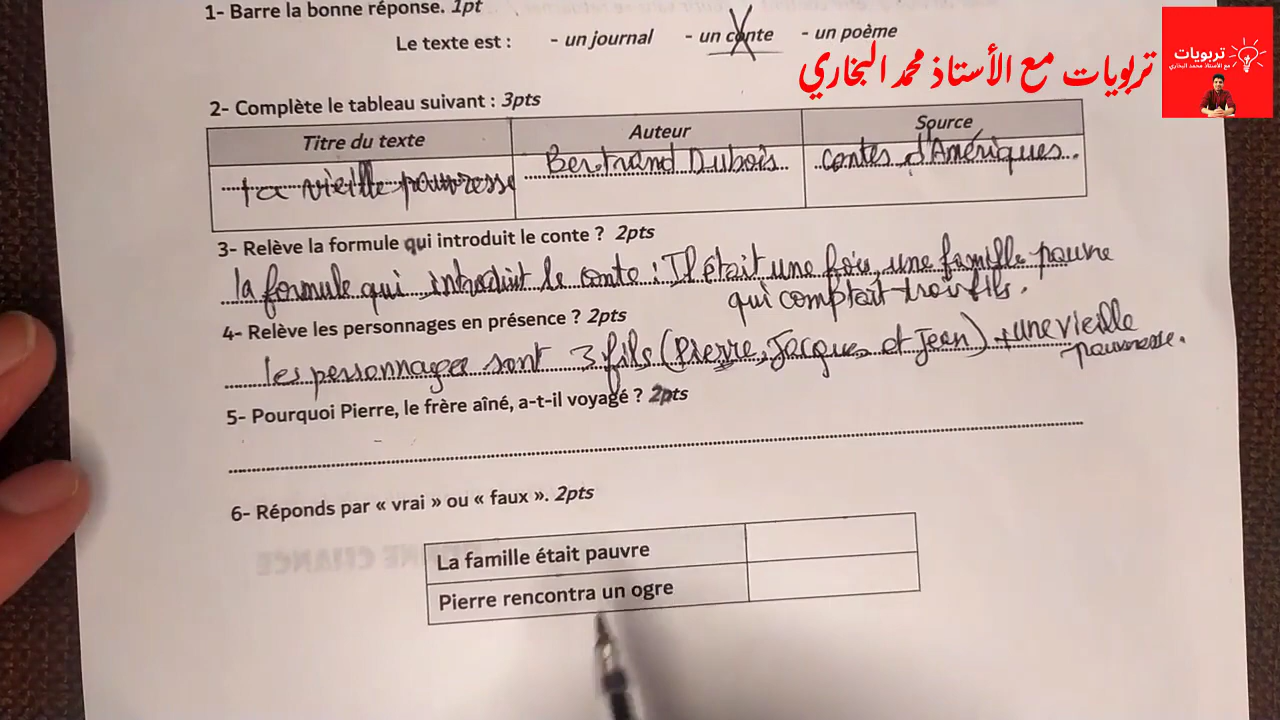 1- Barre la bonne réponse. 1pt
Le texte est : - un journal - un conte - un poème
تربويات مع الأستاذ محمد البخاري
تربويات
مع الأستاذ محمد البخاري
2- Complète le tableau suivant : 3pts
Titre du texte Auteur Source
la vieille pauvresse Bertrand Dubois contes d'Amériques.
3- Relève la formule qui introduit le conte ? 2pts
la formule qui introduit le conte : Il était une fois, une famille pauvre
qui comptait trois fils.
4- Relève les personnages en présence ? 2pts
les personnages sont 3 fils (Pierre, Jacques et Jean) + une vieille
pauvresse.
5- Pourquoi Pierre, le frère aîné, a-t-il voyagé ? 2pts
6- Réponds par « vrai » ou « faux ». 2pts
La famille était pauvre
Pierre rencontra un ogre